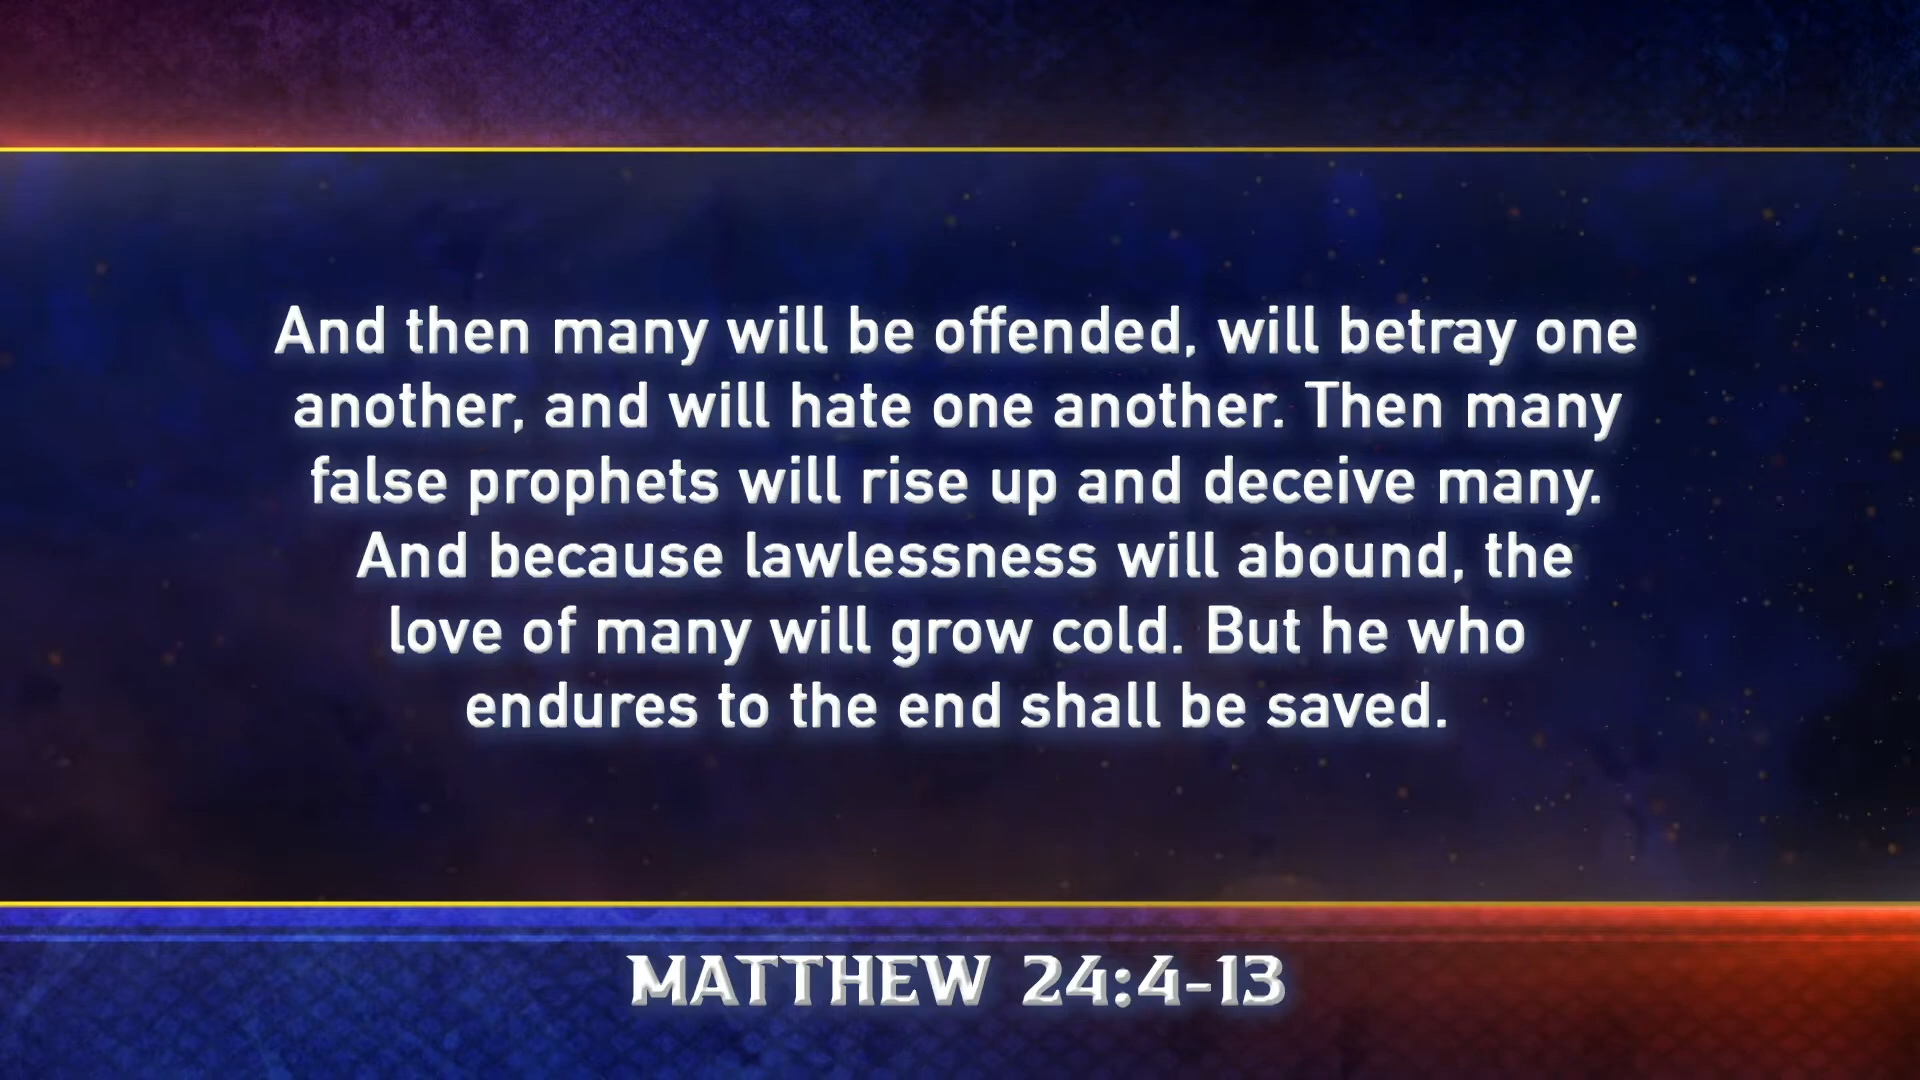 And then many will be offended, will betray one
another, and will hate one another. Then many
false prophets will rise up and deceive many.
And because lawlessness will abound, the
love of many will grow cold. But he who
endures to the end shall be saved.
MATTHEW 24:4-13